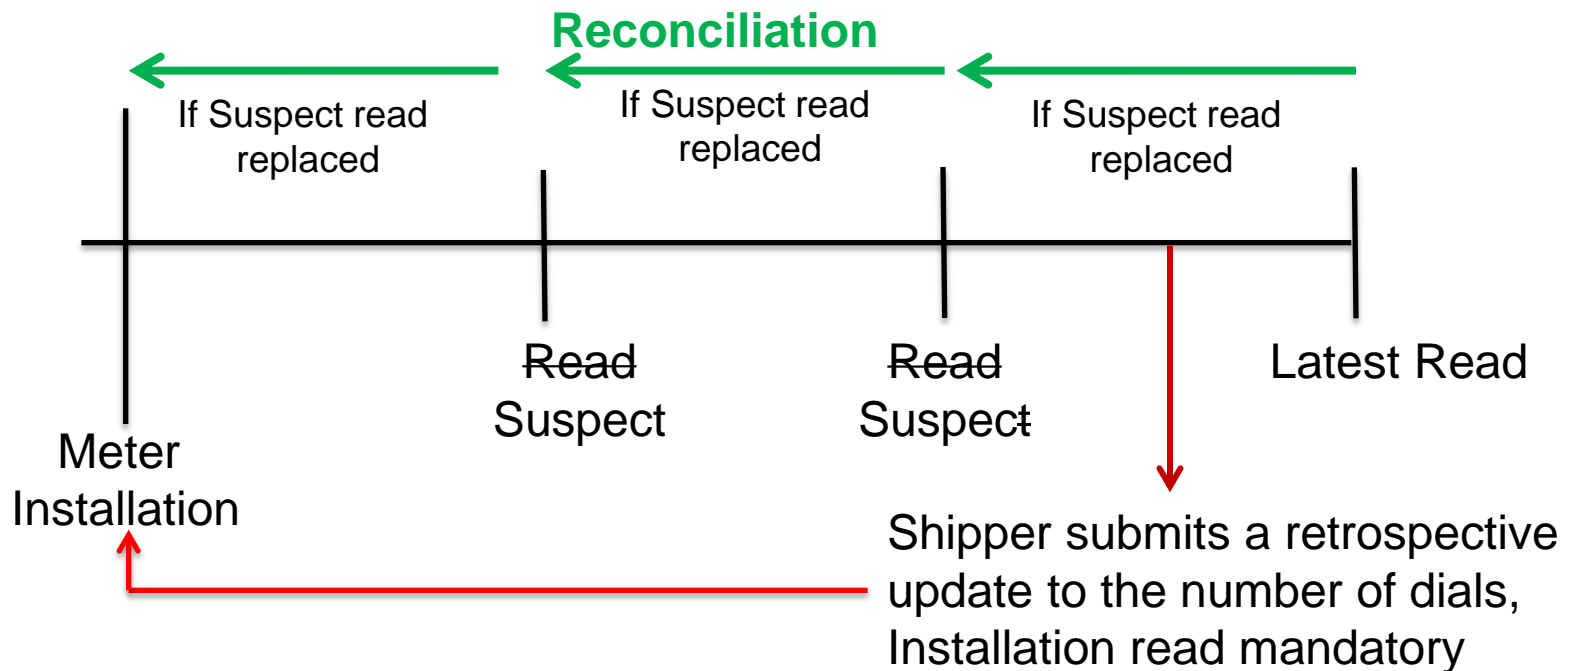 Reconciliation
If Suspect read
replaced
If Suspect read
replaced
If Suspect read
replaced
Read
Suspect
Read
Suspect
Latest Read
Meter
Installation
Shipper submits a retrospective
update to the number of dials,
Installation read mandatory